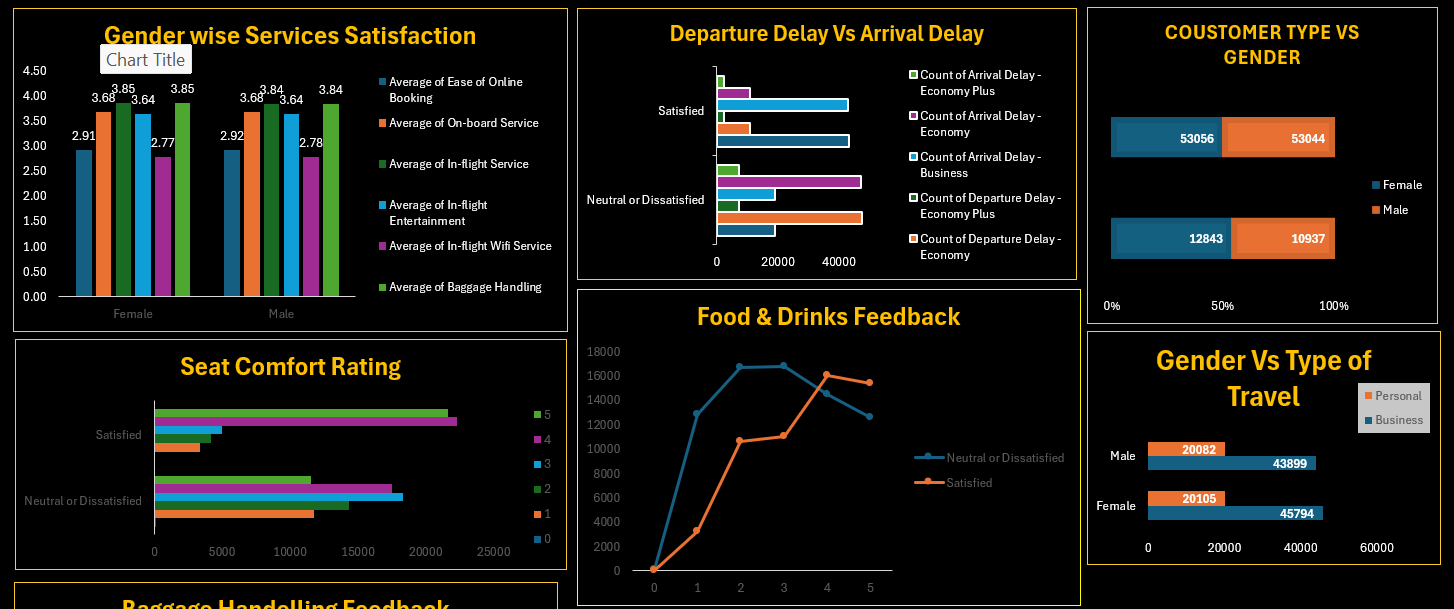 Gender wise Services Satisfaction
Chart Title
4.50
4.00
3.50
3.00
2.50
2.00
1.50
1.00
0.50
0.00
2.91
3.68
3.85
3.64
2.77
3.85
2.92
3.68
3.84
3.64
2.78
3.84
Female
Male
Average of Ease of Online
Booking
Average of On-board Service
Average of In-flight Service
Average of In-flight
Entertainment
Average of In-flight Wifi Service
Average of Baggage Handling
Departure Delay Vs Arrival Delay
Satisfied
Neutral or Dissatisfied
0 20000 40000
Count of Arrival Delay -
Economy Plus
Count of Arrival Delay -
Economy
Count of Arrival Delay -
Business
Count of Departure Delay -
Economy Plus
Count of Departure Delay -
Economy
COUSTOMER TYPE VS
GENDER
53056 53044
12843 10937
0% 50% 100%
Female
Male
Seat Comfort Rating
Satisfied
Neutral or Dissatisfied
0 5000 10000 15000 20000 25000
5
4
3
2
1
0
Food & Drinks Feedback
18000
16000
14000
12000
10000
8000
6000
4000
2000
0
0 1 2 3 4 5
Neutral or Dissatisfied
Satisfied
Gender Vs Type of
Travel
Personal
Business
Male
20082
43899
Female
20105
45794
0 20000 40000 60000
Baggage Handolling Feedback